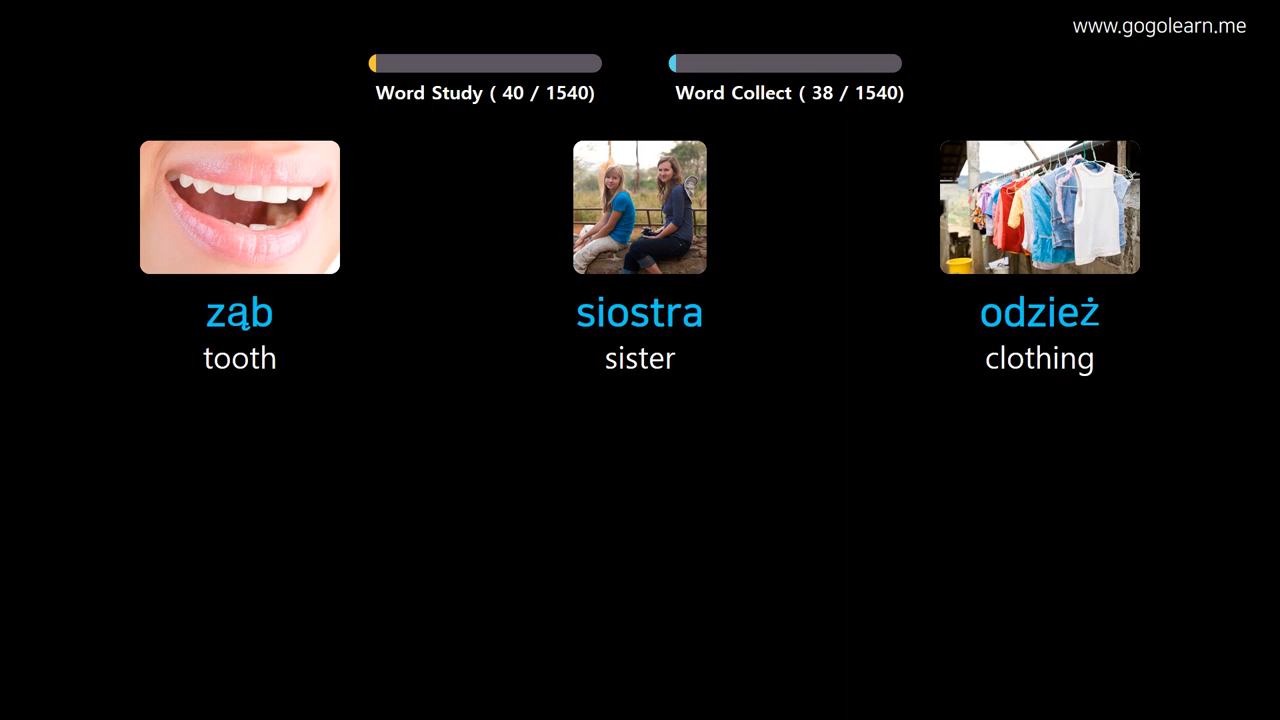 www.gogolearn.me
Word Study ( 40 / 1540)
Word Collect ( 38 / 1540)
ząb
siostra
odzież
tooth
sister
clothing